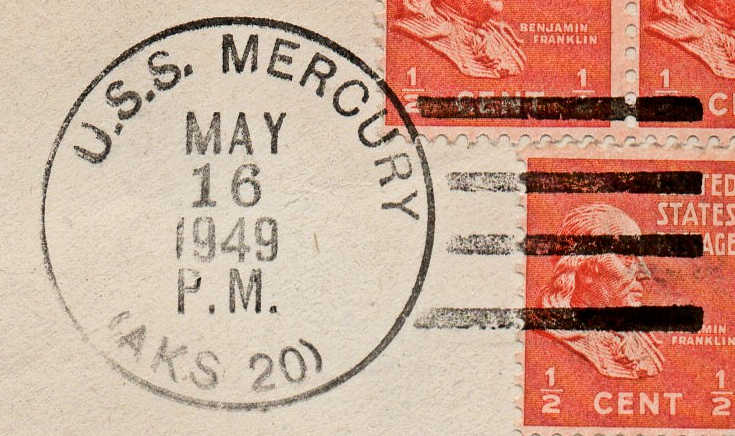 U.S.S. MERCURY
MAY
16
1949
P.M.
(AKS 20)
BENJAMIN
FRANKLIN
1/2 CENT 1
1/2 C
TED
STATES
AGE
MIN
FRANKLIN
1/2 CENT 1/2